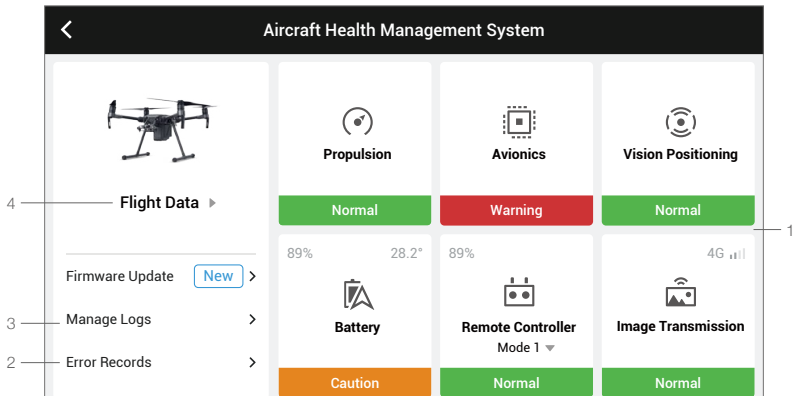 Aircraft Health Management System
4
Flight Data
Firmware Update New
3
Manage Logs
2
Error Records
Propulsion
Normal
Avionics
Warning
Vision Positioning
Normal
1
89% 28.2°
Battery
Caution
89%
Remote Controller
Mode 1
Normal
4G
Image Transmission
Normal